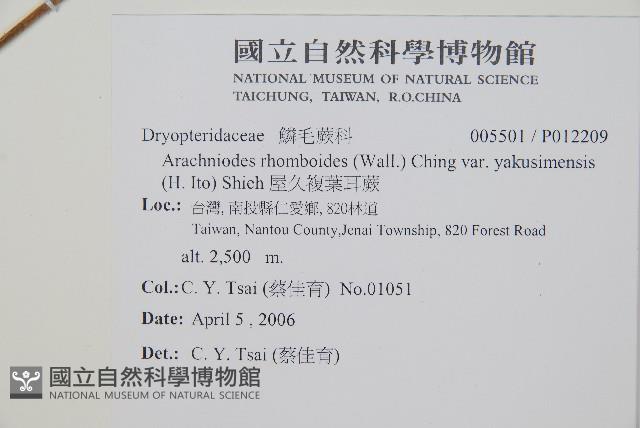 國立自然科學博物館
NATIONAL MUSEUM OF NATURAL SCIENCE
TAICHUNG, TAIWAN, R.O.CHINA
Dryopteridaceae 鱗毛蕨科 005501 / P012209
Arachniodes rhomboides (Wall.) Ching var. yakusimensis
(H. Ito) Shieh 屋久複葉耳蕨
Loc.: 台灣, 南投縣仁愛鄉, 820林道
Taiwan, Nantou County,Jenai Township, 820 Forest Road
alt. 2,500 m.
Col.: C. Y. Tsai (蔡佳育) No.01051
Date: April 5 , 2006
Det.: C. Y. Tsai (蔡佳育)
國立自然科學博物館
NATIONAL MUSEUM OF NATURAL SCIENCE